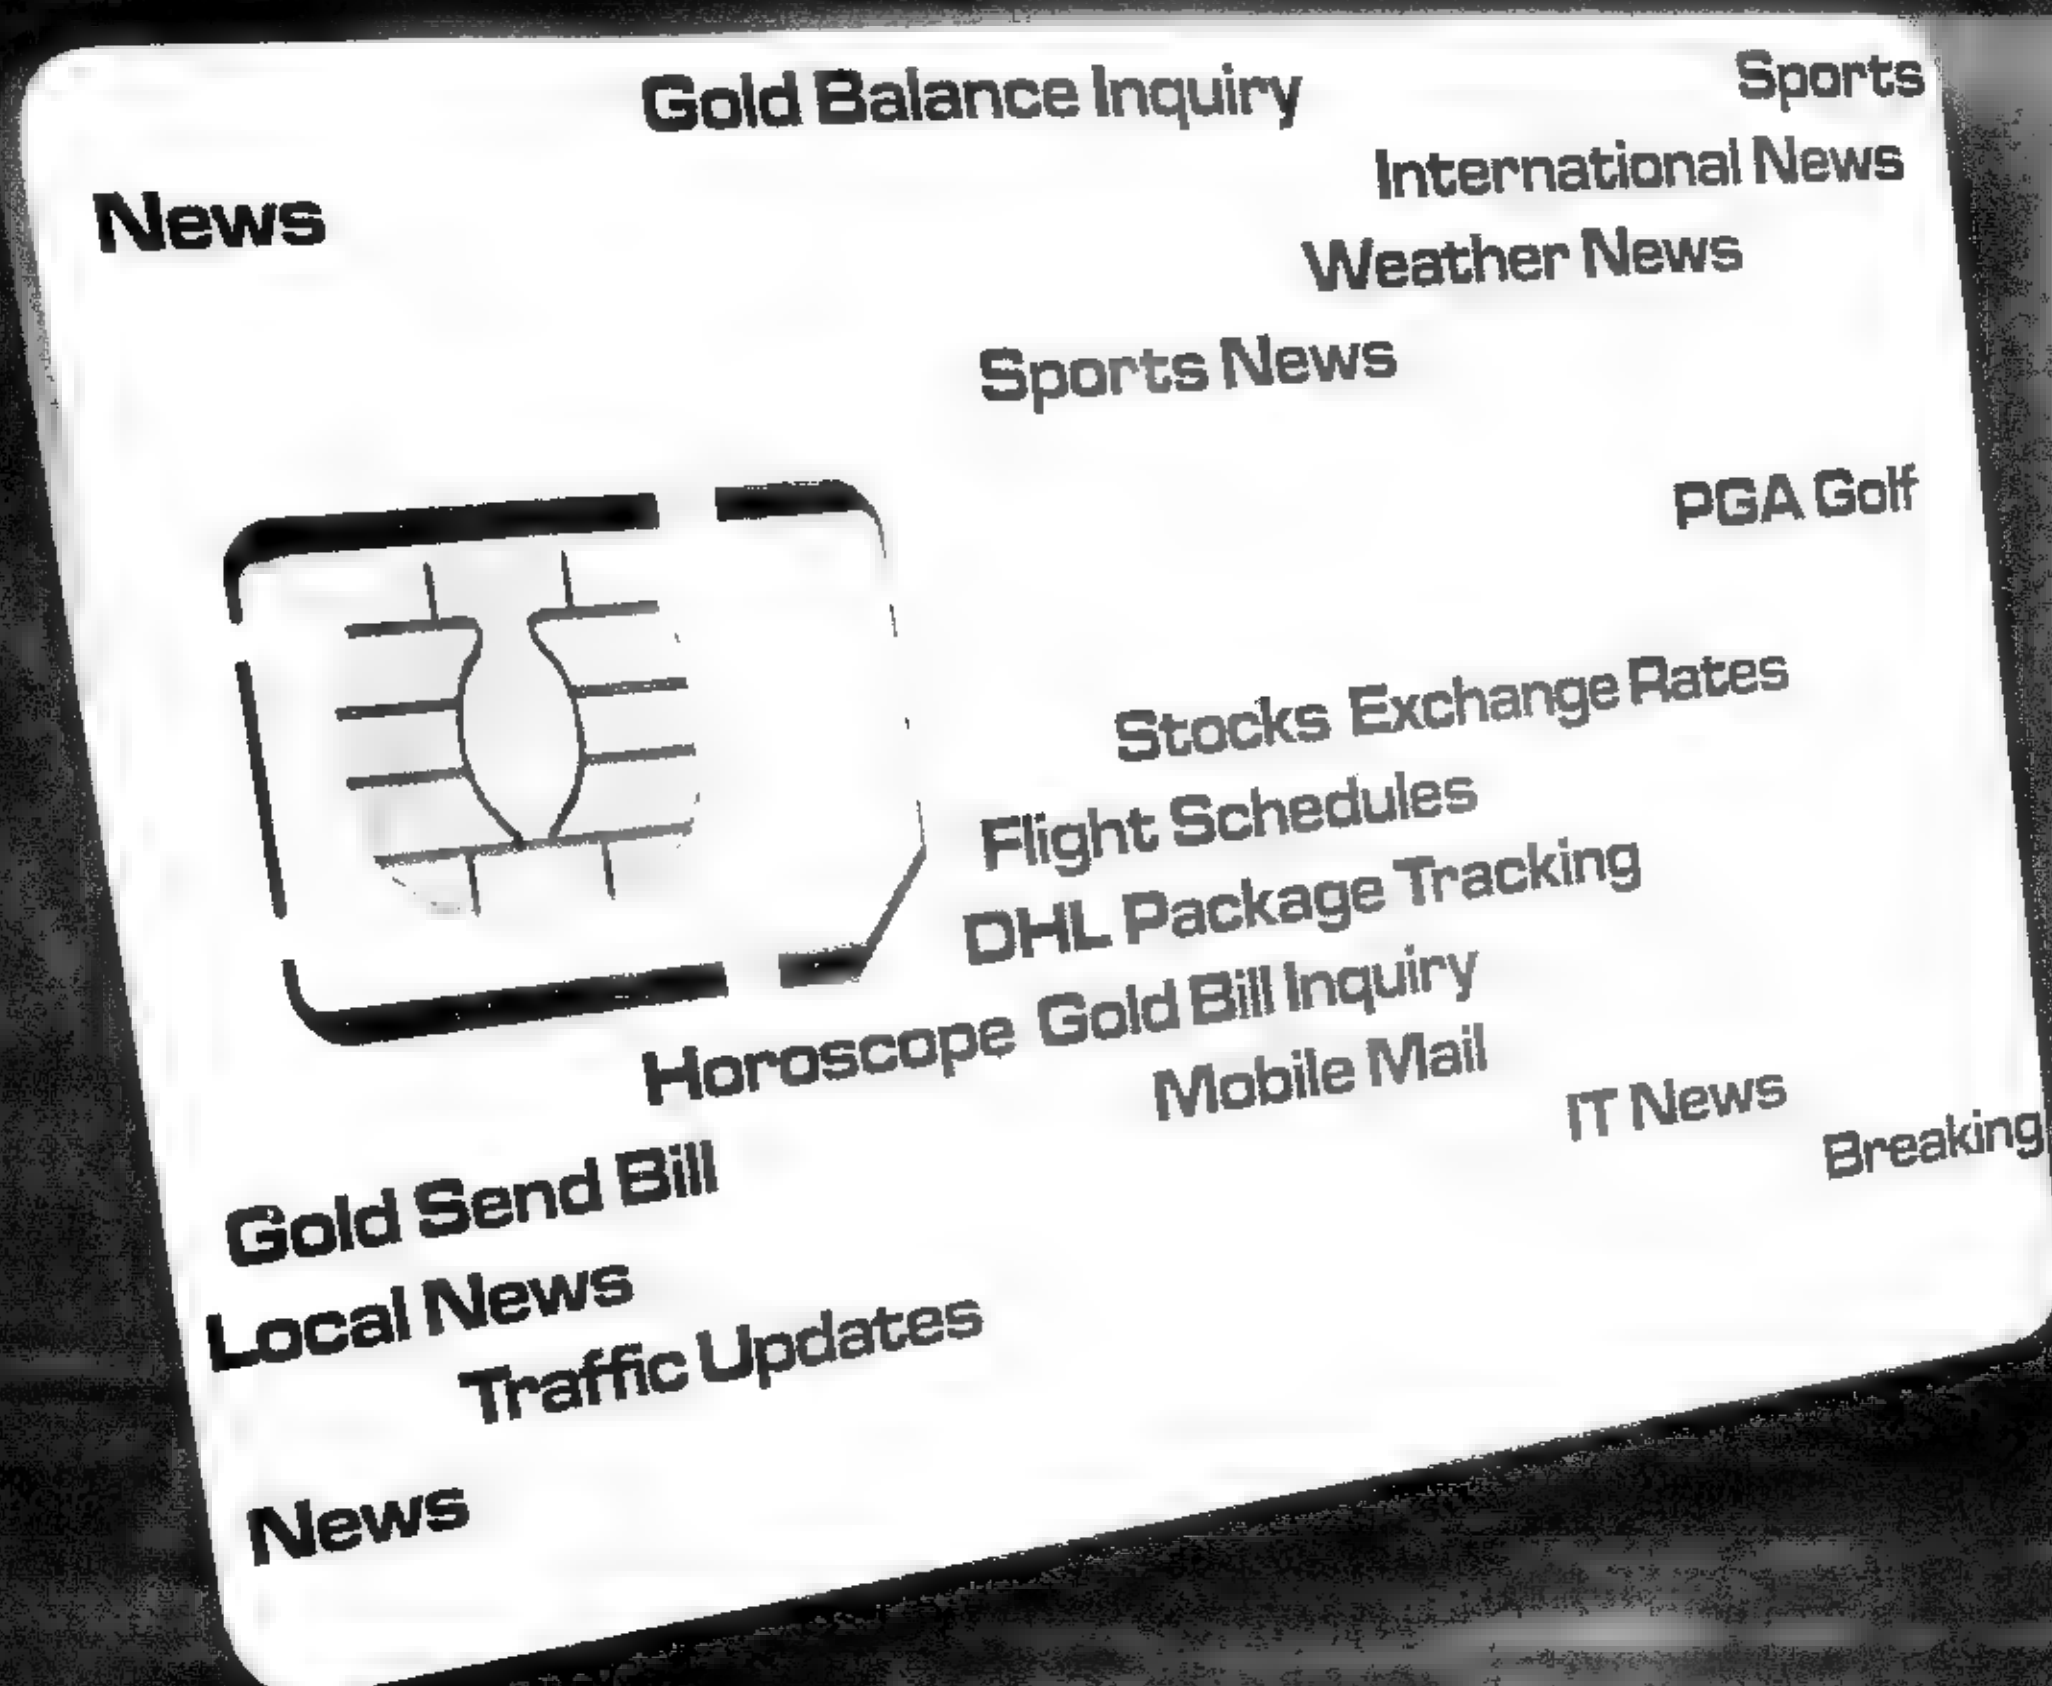 Gold Balance Inquiry
Sports
International News
News
Weather News
Sports News
PGA Golf
Stocks Exchange Rates
Flight Schedules
DHL Package Tracking
Horoscope Gold Bill Inquiry
Mobile Mail
IT News
Breaking
Gold Send Bill
Local News
Traffic Updates
News